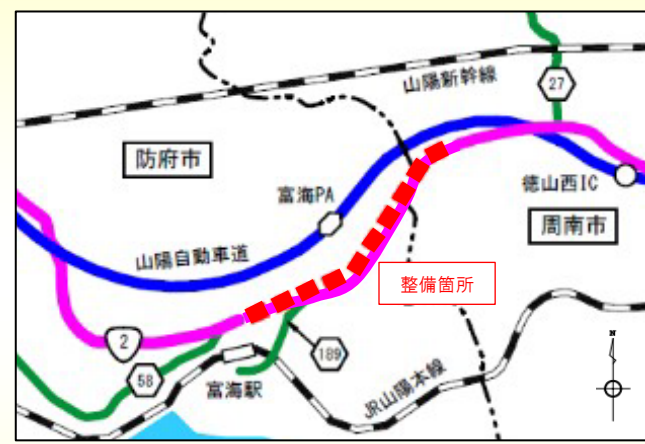 山陽新幹線
27
防府市
富海PA
徳山西IC
周南市
山陽自動車道
整備箇所
2
189
58
富海駅
JR山陽本線
N